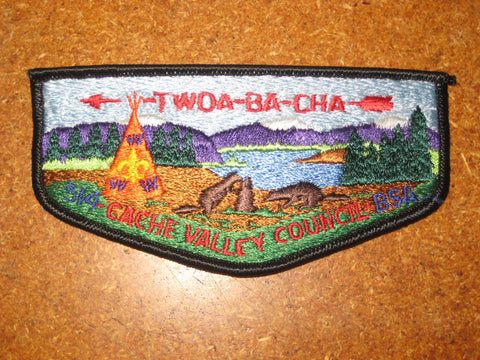 TWOA-BA-CHA
514 CACHE VALLEY COUNCIL BSA